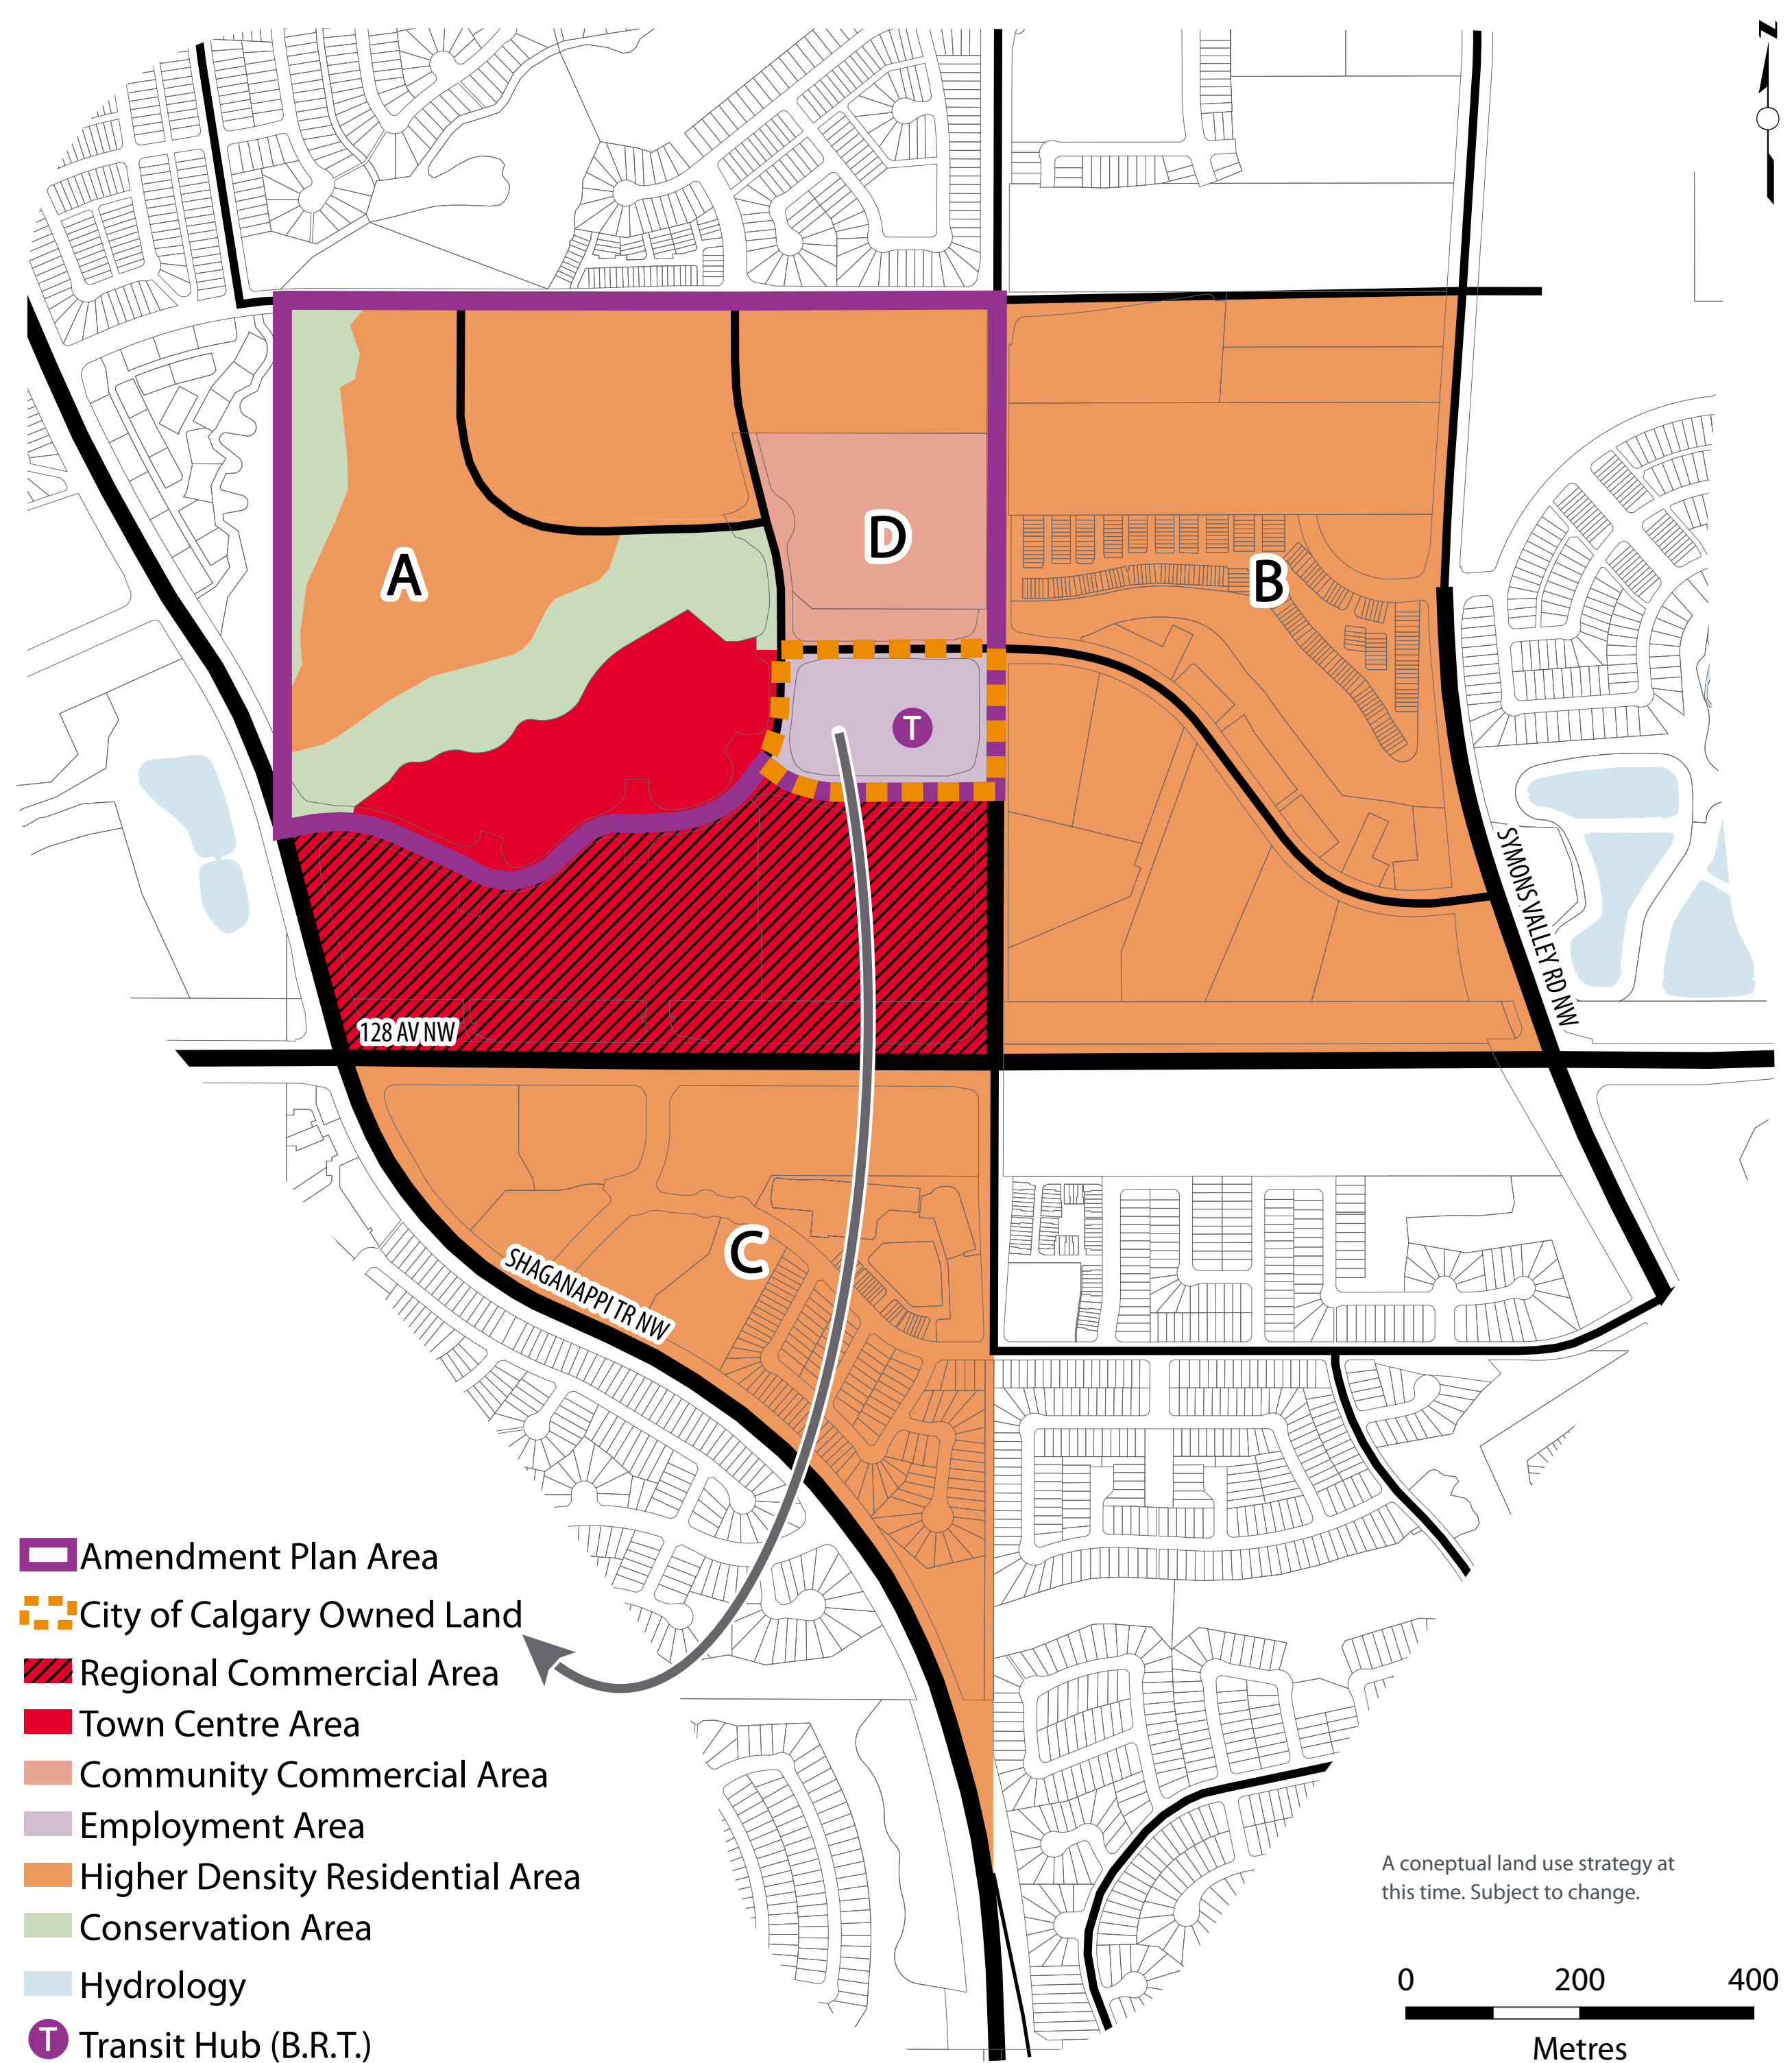 N
A
D
B
T
SYMONS VALLEY RD NW
128 AV NW
C
SHAGANAPPI TR NW
Amendment Plan Area
City of Calgary Owned Land
Regional Commercial Area
Town Centre Area
Community Commercial Area
Employment Area
Higher Density Residential Area
Conservation Area
Hydrology
T Transit Hub (B.R.T.)
A coneptual land use strategy at
this time. Subject to change.
0 200 400
Metres